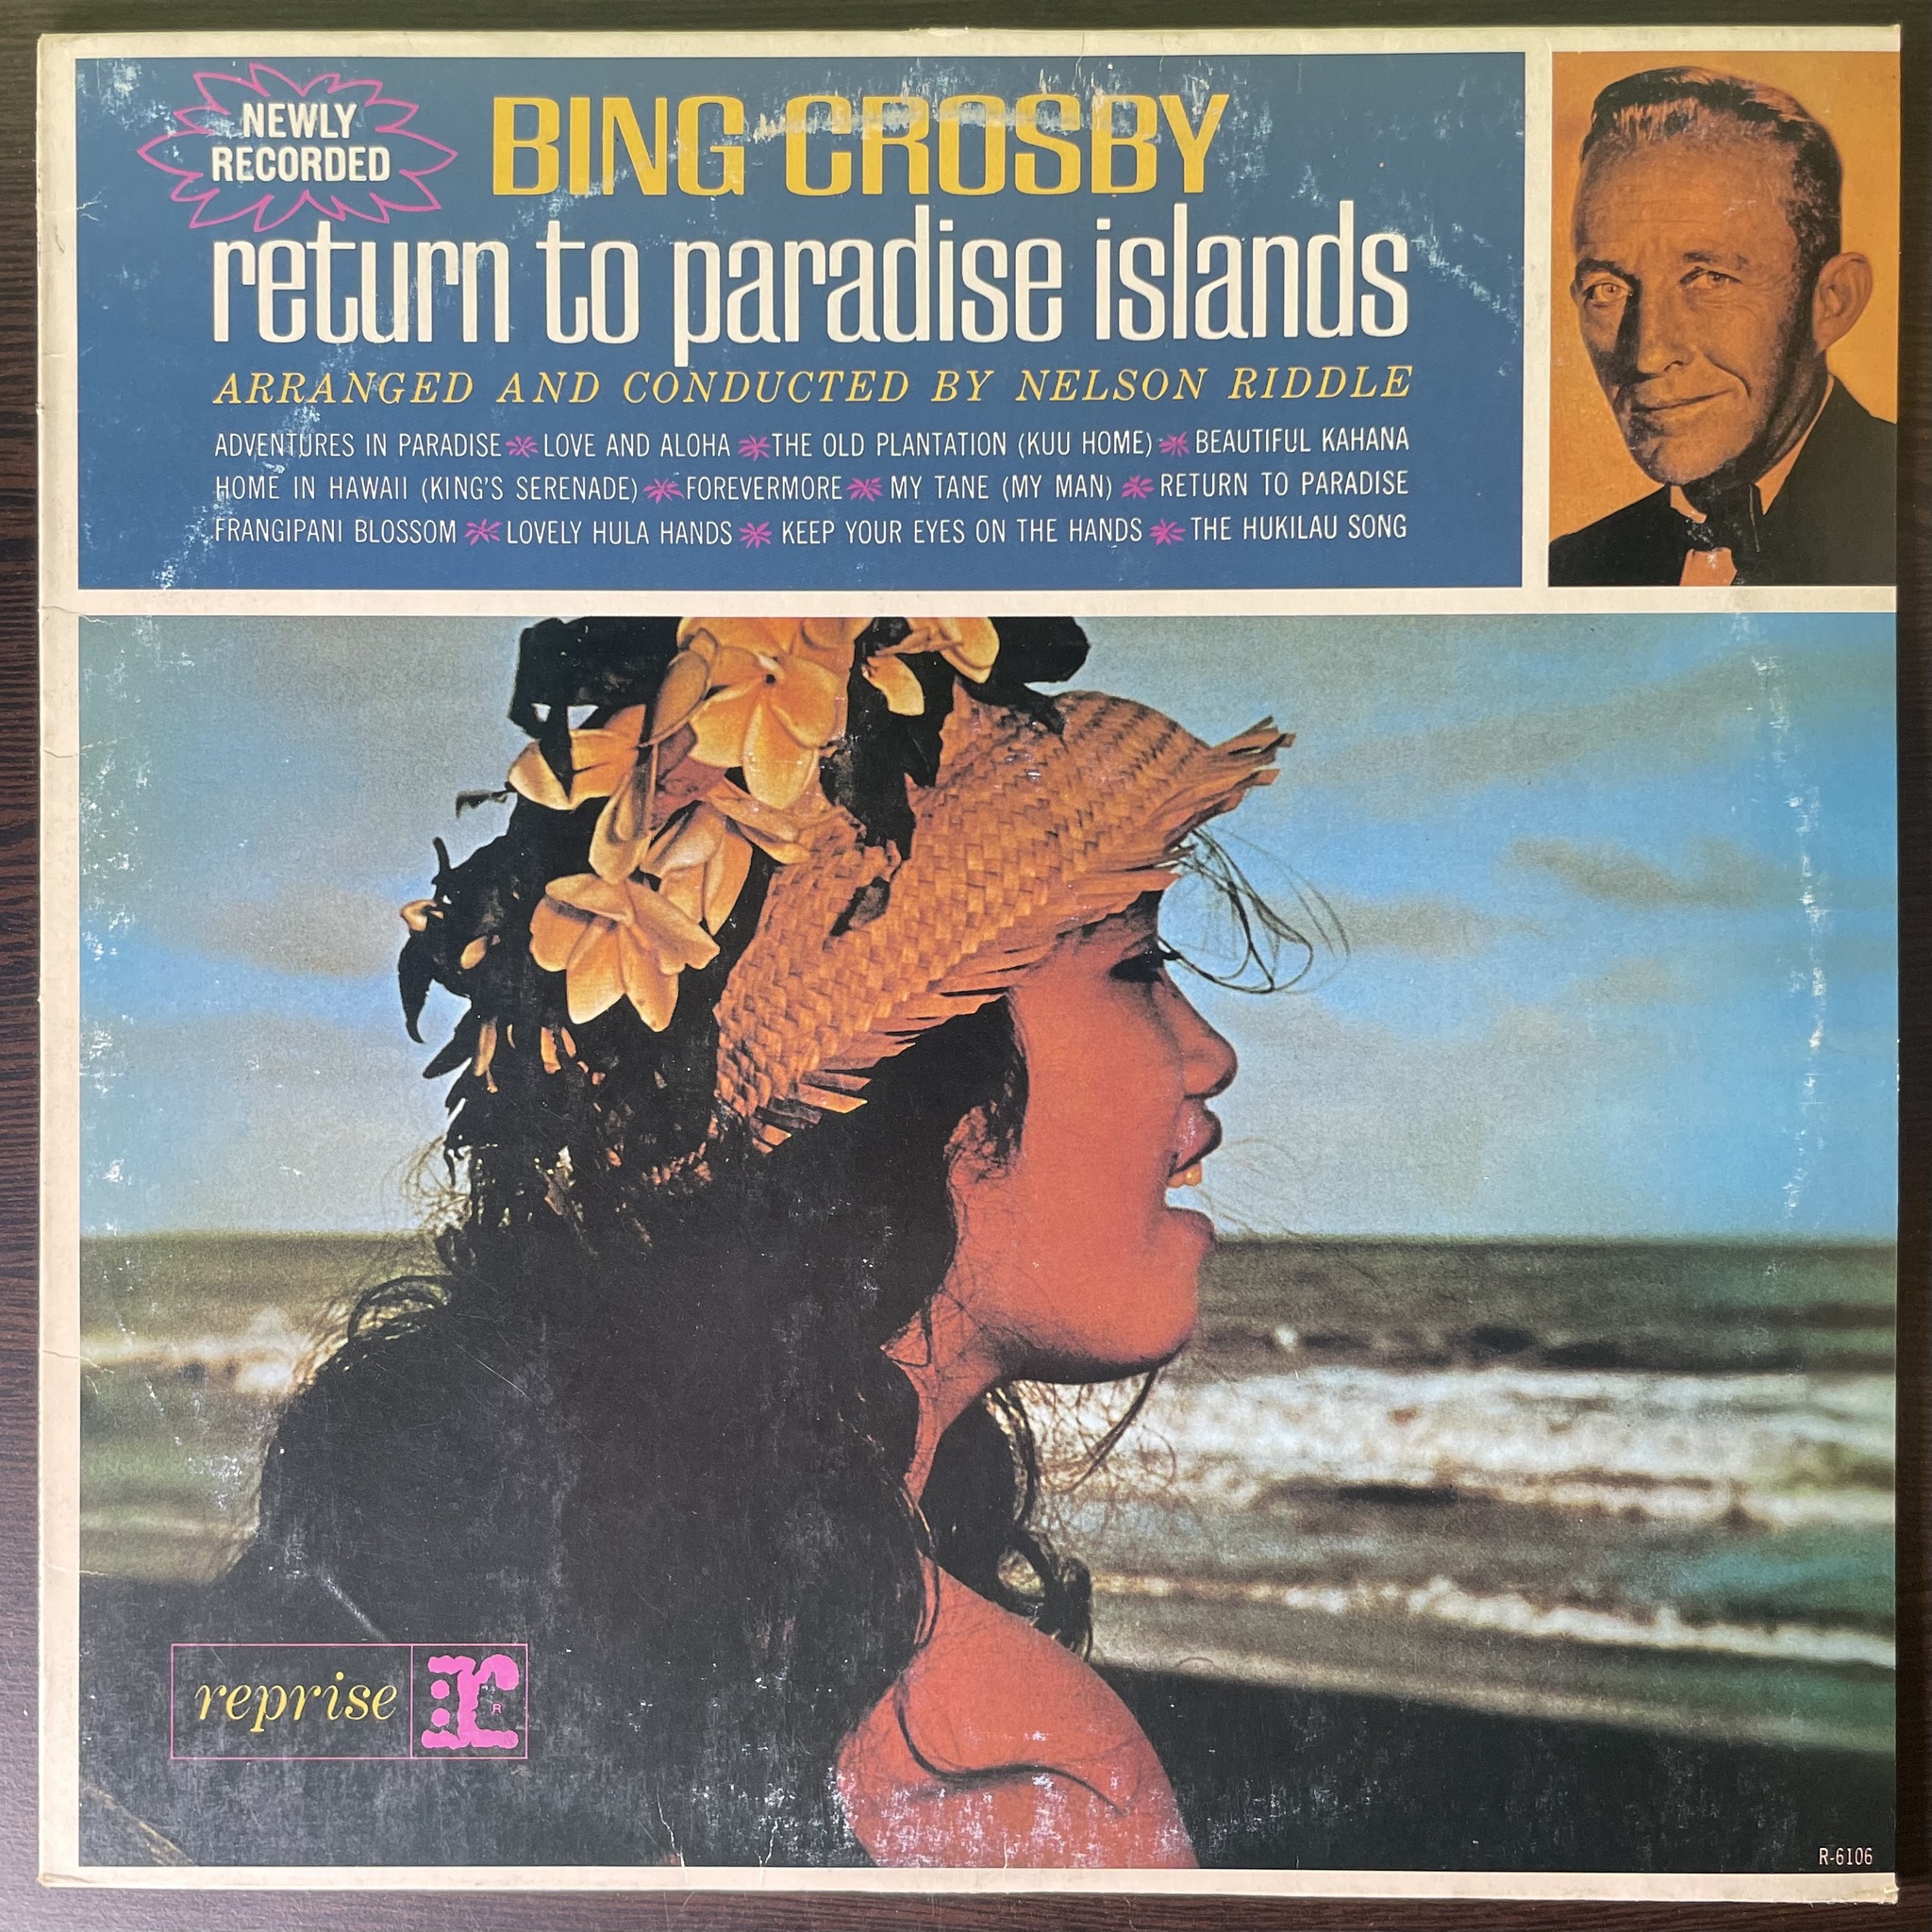 NEWLY
RECORDED
BING CROSBY
return to paradise islands
ARRANGED AND CONDUCTED BY NELSON RIDDLE
ADVENTURES IN PARADISE LOVE AND ALOHA THE OLD PLANTATION (KUU HOME) BEAUTIFUL KAHANA
HOME IN HAWAII (KING'S SERENADE) FOREVERMORE MY TANE (MY MAN) RETURN TO PARADISE
FRANGIPANI BLOSSOM LOVELY HULA HANDS KEEP YOUR EYES ON THE HANDS THE HUKILAU SONG
reprise r R
R-6106